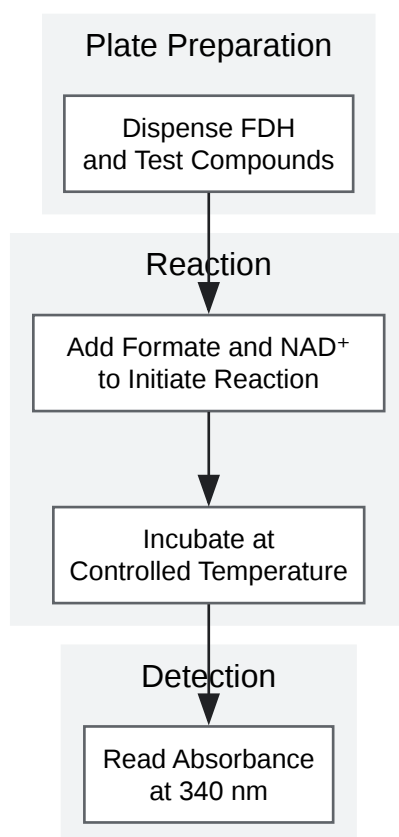 Plate Preparation
Dispense FDH
and Test Compounds
Reaction
Add Formate and NAD⁺
to Initiate Reaction
Incubate at
Controlled Temperature
Detection
Read Absorbance
at 340 nm